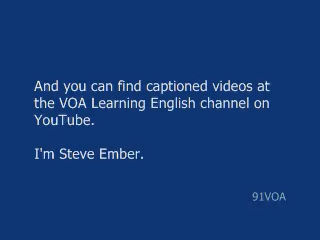 And you can find captioned videos at
the VOA Learning English channel on
YouTube.
I'm Steve Ember.
91VOA